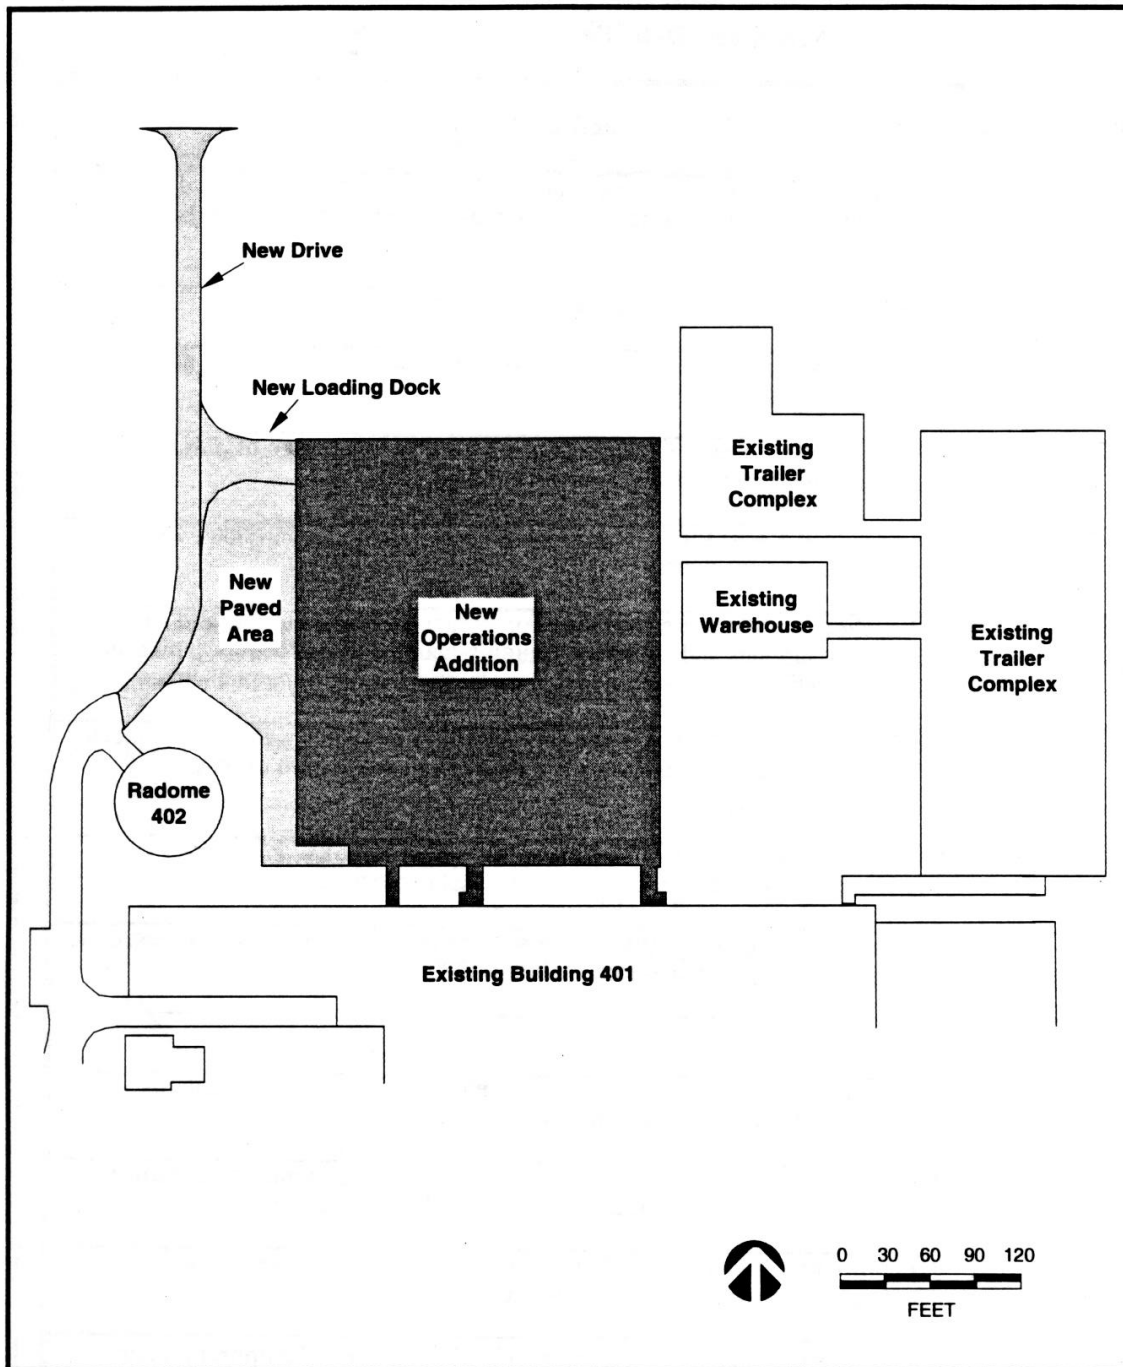 New Drive
New Loading Dock
Existing
Trailer
Complex
New
Paved
Area
New
Operations
Addition
Existing
Warehouse
Existing
Trailer
Complex
Radome
402
Existing Building 401
0 30 60 90 120
FEET